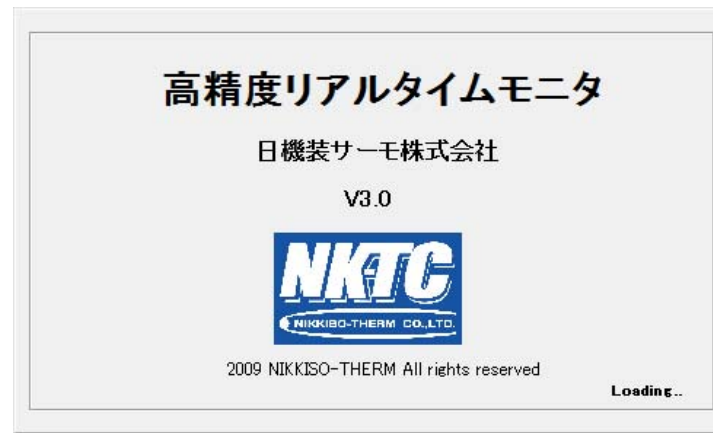 高精度リアルタイムモニタ
日機装サーモ株式会社
V3.0
NKTC
NIKKISO-THERM CO.,LTD.
2009 NIKKISO-THERM All rights reserved
Loading..